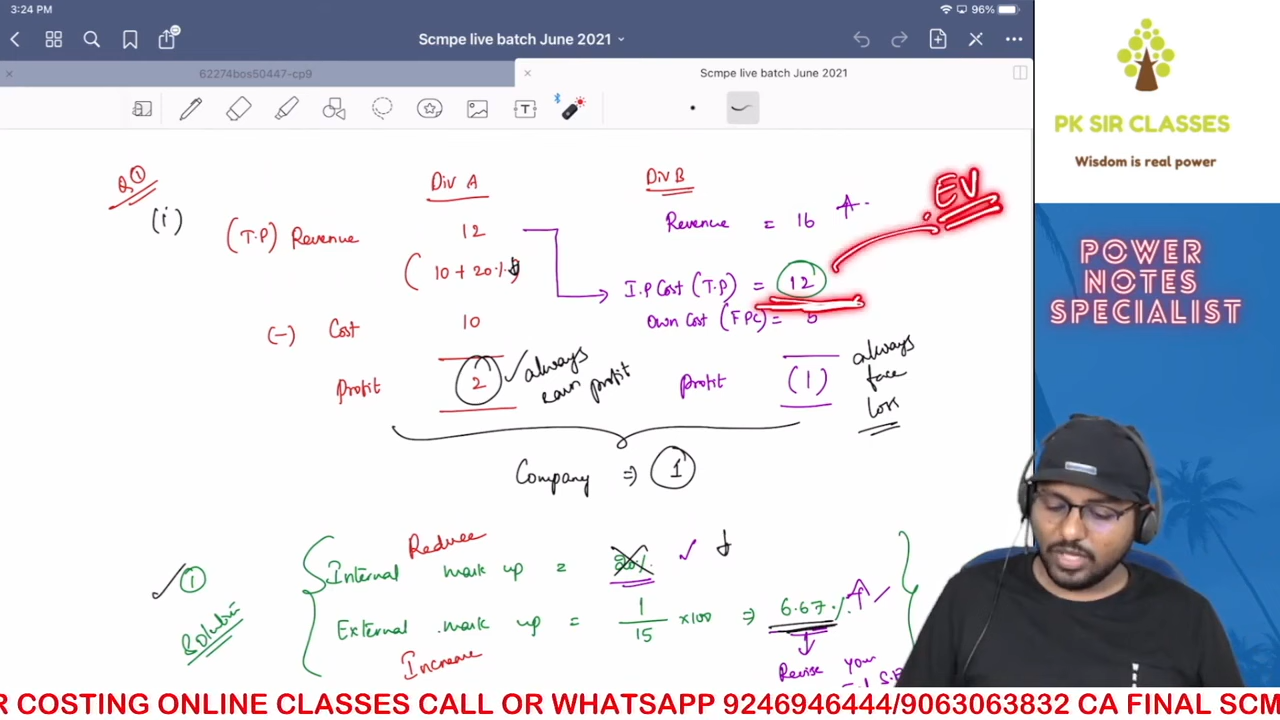 3:24 PM
96%
Scmpe live batch June 2021
62274bos50447-cp9
Scmpe live batch June 2021
PK SIR CLASSES
Wisdom is real power
POWER
NOTES
SPECIALIST
Q①
(i)
Div A
Div B
EV
(T.P) Revenue 12
Revenue = 16
(10 + 20%)
I.P Cost (T.P) = 12
(-) Cost 10
Own Cost (FPC) = 5
Profit 2
always earn profit
Profit (1)
always face loss
Company ⇒ 1
Reduce
① Internal mark up = 20%
Solution
External mark up = 1/15 ×100 ⇒ 6.67%
Increase
Revise your
R COSTING ONLINE CLASSES CALL OR WHATSAPP 9246946444/9063063832 CA FINAL SCM